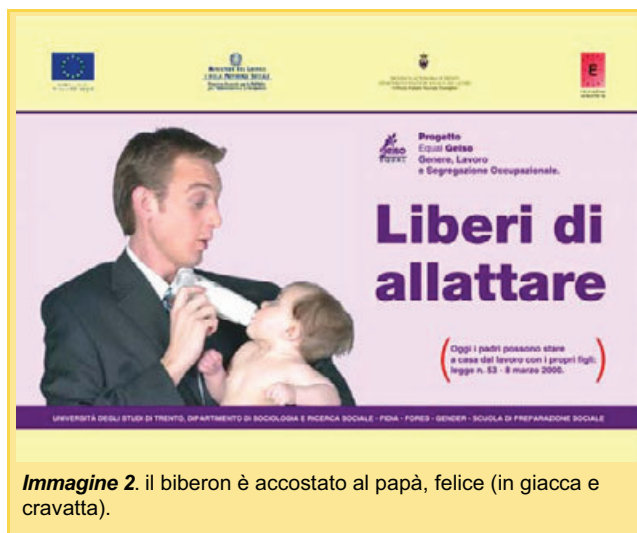 Progetto
Equal Gelso
Genere, Lavoro
e Segregazione Occupazionale.
Gelso
EQUAL
Liberi di
allattare
(Oggi i padri possono stare
a casa dal lavoro con i propri figli:
legge n. 53 - 8 marzo 2000.)
UNIVERSITÀ DEGLI STUDI DI TRENTO, DIPARTIMENTO DI SOCIOLOGIA E RICERCA SOCIALE - FIDIA - FORES - GENDER - SCUOLA DI PREPARAZIONE SOCIALE
Immagine 2. il biberon è accostato al papà, felice (in giacca e
cravatta).